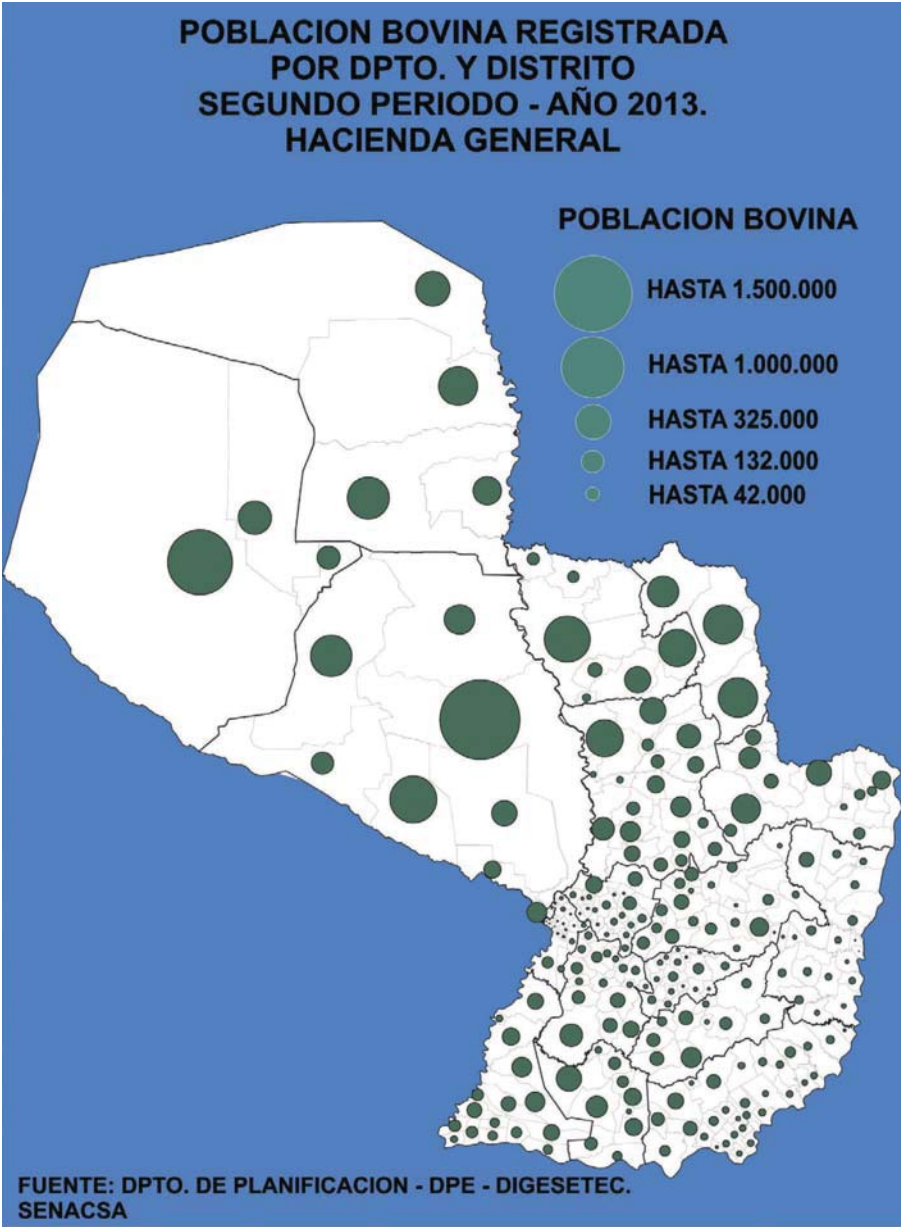 POBLACION BOVINA REGISTRADA
POR DPTO. Y DISTRITO
SEGUNDO PERIODO - AÑO 2013.
HACIENDA GENERAL
POBLACION BOVINA
HASTA 1.500.000
HASTA 1.000.000
HASTA 325.000
HASTA 132.000
HASTA 42.000
FUENTE: DPTO. DE PLANIFICACION - DPE - DIGESETEC.
SENACSA